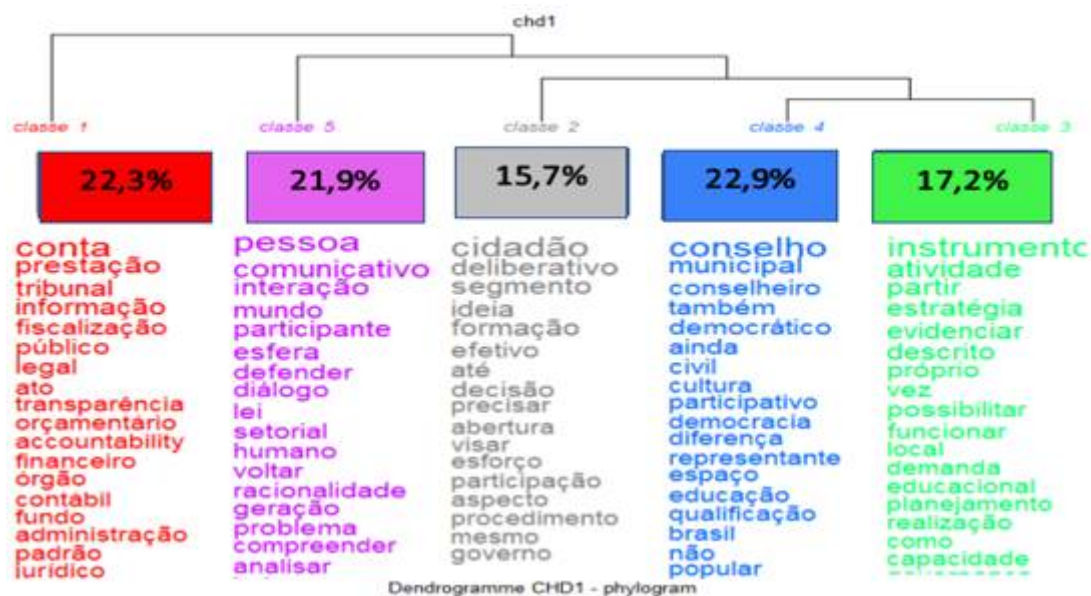 chd1
classe 1
classe 5
classe 2
classe 4
classe 3
22,3%
21,9%
15,7%
22,9%
17,2%
conta
prestação
tribunal
informação
fiscalização
público
legal
ato
transparência
orçamentário
accountability
financeiro
órgão
contábil
fundo
administração
padrão
jurídico
pessoa
comunicativo
interação
mundo
participante
esfera
defender
diálogo
lei
setorial
humano
voltar
racionalidade
geração
problema
compreender
analisar
cidadão
deliberativo
segmento
ideia
formação
efetivo
até
decisão
precisar
abertura
visar
esforço
participação
aspecto
procedimento
mesmo
governo
conselho
municipal
conselheiro
também
democrático
ainda
civil
cultura
participativo
democracia
diferença
representante
espaço
educação
qualificação
brasil
não
popular
instrumento
atividade
partir
estratégia
evidenciar
descrito
próprio
vez
possibilitar
funcionar
local
demanda
educacional
planejamento
realização
como
capacidade
Dendrogramme CHD1 - phylogram